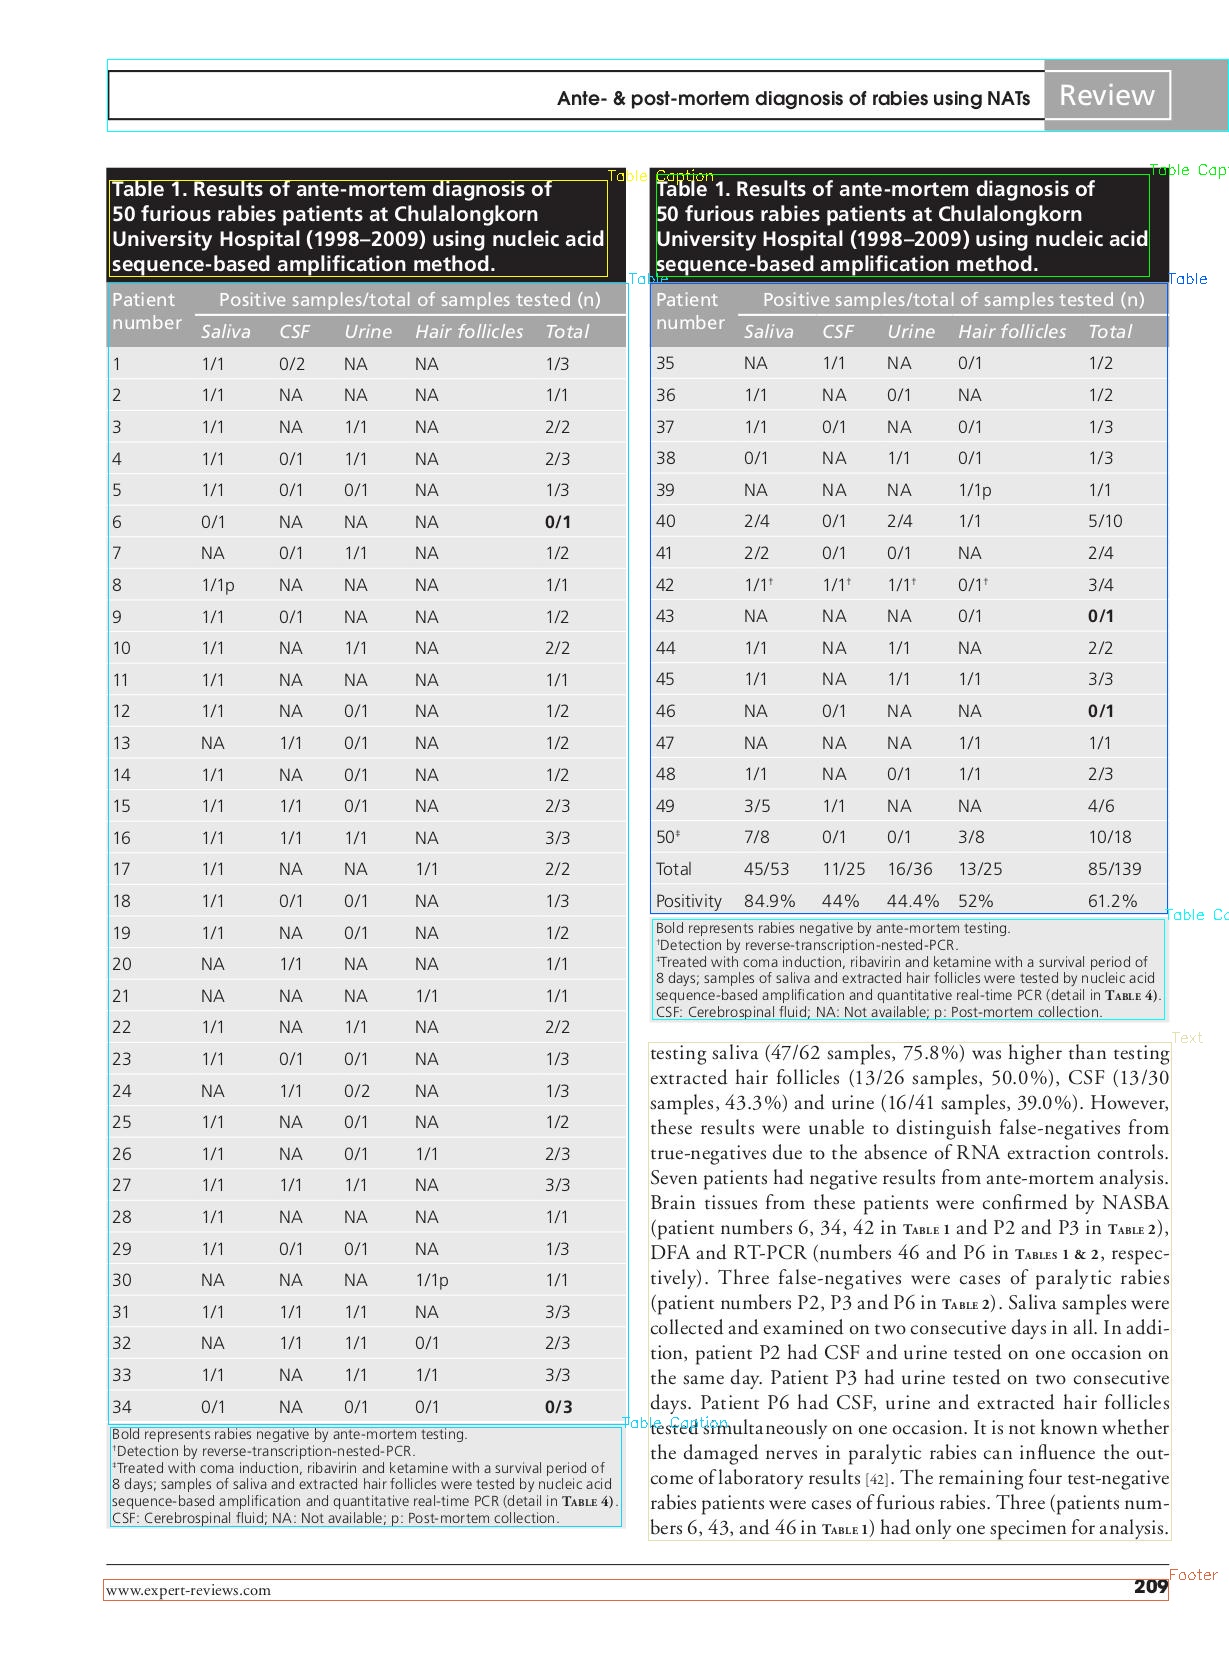 Ante- & post-mortem diagnosis of rabies using NATs
Review
Table Caption
Table 1. Results of ante-mortem diagnosis of
50 furious rabies patients at Chulalongkorn
University Hospital (1998–2009) using nucleic acid
sequence-based amplification method.
Table
Patient number Positive samples/total of samples tested (n)
Saliva CSF Urine Hair follicles Total
1 1/1 0/2 NA NA 1/3
2 1/1 NA NA NA 1/1
3 1/1 NA 1/1 NA 2/2
4 1/1 0/1 1/1 NA 2/3
5 1/1 0/1 0/1 NA 1/3
6 0/1 NA NA NA 0/1
7 NA 0/1 1/1 NA 1/2
8 1/1p NA NA NA 1/1
9 1/1 0/1 NA NA 1/2
10 1/1 NA 1/1 NA 2/2
11 1/1 NA NA NA 1/1
12 1/1 NA 0/1 NA 1/2
13 NA 1/1 0/1 NA 1/2
14 1/1 NA 0/1 NA 1/2
15 1/1 1/1 0/1 NA 2/3
16 1/1 1/1 1/1 NA 3/3
17 1/1 NA NA 1/1 2/2
18 1/1 0/1 0/1 NA 1/3
19 1/1 NA 0/1 NA 1/2
20 NA 1/1 NA NA 1/1
21 NA NA NA 1/1 1/1
22 1/1 NA 1/1 NA 2/2
23 1/1 0/1 0/1 NA 1/3
24 NA 1/1 0/2 NA 1/3
25 1/1 NA 0/1 NA 1/2
26 1/1 NA 0/1 1/1 2/3
27 1/1 1/1 1/1 NA 3/3
28 1/1 NA NA NA 1/1
29 1/1 0/1 0/1 NA 1/3
30 NA NA NA 1/1p 1/1
31 1/1 1/1 1/1 NA 3/3
32 NA 1/1 1/1 0/1 2/3
33 1/1 NA 1/1 1/1 3/3
34 0/1 NA 0/1 0/1 0/3
Table Caption
Bold represents rabies negative by ante-mortem testing.
†Detection by reverse-transcription-nested-PCR.
‡Treated with coma induction, ribavirin and ketamine with a survival period of
8 days; samples of saliva and extracted hair follicles were tested by nucleic acid
sequence-based amplification and quantitative real-time PCR (detail in Table 4).
CSF: Cerebrospinal fluid; NA: Not available; p: Post-mortem collection.
Table Cap
Table 1. Results of ante-mortem diagnosis of
50 furious rabies patients at Chulalongkorn
University Hospital (1998–2009) using nucleic acid
sequence-based amplification method.
Table
Patient number Positive samples/total of samples tested (n)
Saliva CSF Urine Hair follicles Total
35 NA 1/1 NA 0/1 1/2
36 1/1 NA 0/1 NA 1/2
37 1/1 0/1 NA 0/1 1/3
38 0/1 NA 1/1 0/1 1/3
39 NA NA NA 1/1p 1/1
40 2/4 0/1 2/4 1/1 5/10
41 2/2 0/1 0/1 NA 2/4
42 1/1† 1/1† 1/1† 0/1† 3/4
43 NA NA NA 0/1 0/1
44 1/1 NA 1/1 NA 2/2
45 1/1 NA 1/1 1/1 3/3
46 NA 0/1 NA NA 0/1
47 NA NA NA 1/1 1/1
48 1/1 NA 0/1 1/1 2/3
49 3/5 1/1 NA NA 4/6
50‡ 7/8 0/1 0/1 3/8 10/18
Total 45/53 11/25 16/36 13/25 85/139
Positivity 84.9% 44% 44.4% 52% 61.2%
Table Ca
Bold represents rabies negative by ante-mortem testing.
†Detection by reverse-transcription-nested-PCR.
‡Treated with coma induction, ribavirin and ketamine with a survival period of
8 days; samples of saliva and extracted hair follicles were tested by nucleic acid
sequence-based amplification and quantitative real-time PCR (detail in Table 4).
CSF: Cerebrospinal fluid; NA: Not available; p: Post-mortem collection.
Text
testing saliva (47/62 samples, 75.8%) was higher than testing
extracted hair follicles (13/26 samples, 50.0%), CSF (13/30
samples, 43.3%) and urine (16/41 samples, 39.0%). However,
these results were unable to distinguish false-negatives from
true-negatives due to the absence of RNA extraction controls.
Seven patients had negative results from ante-mortem analysis.
Brain tissues from these patients were confirmed by NASBA
(patient numbers 6, 34, 42 in Table 1 and P2 and P3 in Table 2),
DFA and RT-PCR (numbers 46 and P6 in Tables 1 & 2, respec-
tively). Three false-negatives were cases of paralytic rabies
(patient numbers P2, P3 and P6 in Table 2). Saliva samples were
collected and examined on two consecutive days in all. In addi-
tion, patient P2 had CSF and urine tested on one occasion on
the same day. Patient P3 had urine tested on two consecutive
days. Patient P6 had CSF, urine and extracted hair follicles
tested simultaneously on one occasion. It is not known whether
the damaged nerves in paralytic rabies can influence the out-
come of laboratory results [42]. The remaining four test-negative
rabies patients were cases of furious rabies. Three (patients num-
bers 6, 43, and 46 in Table 1) had only one specimen for analysis.
www.expert-reviews.com
209
Footer